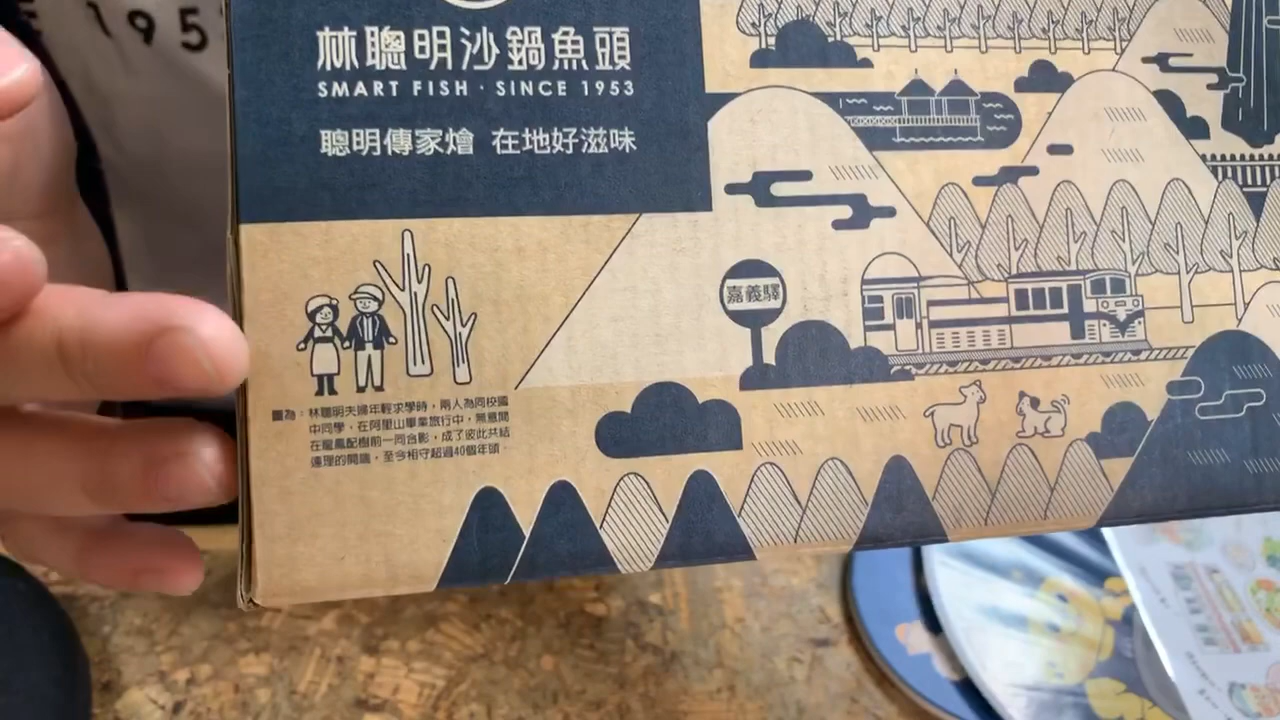 195
林聰明沙鍋魚頭
SMART FISH · SINCE 1953
聰明傳家燴 在地好滋味
嘉義驛
圖為：林聰明夫婦年輕求學時，兩人為同校國
中同學，在阿里山畢業旅行中，無意間
在龍鳳配樹前一同合影，成了彼此共結
連理的開端，至今相守超過40個年頭。